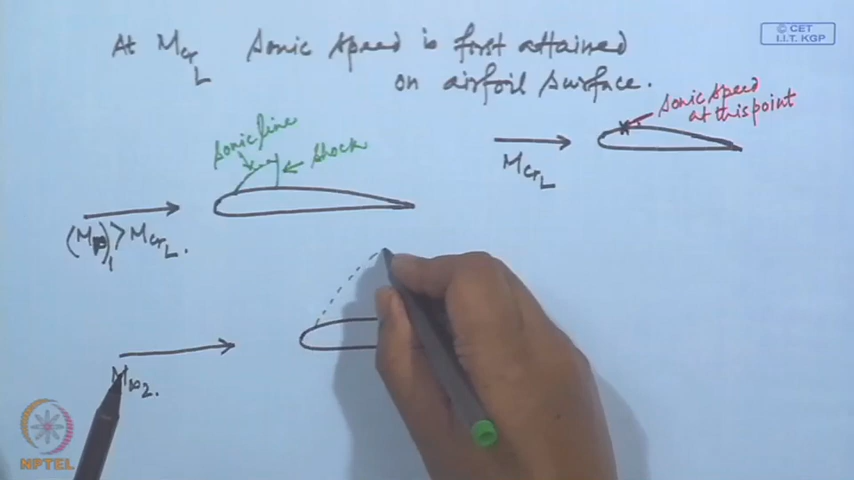 At M_cr_L Sonic speed is first attained
on airfoil surface.
© CET
I.I.T. KGP
sonic speed
at this point
M_cr_L
sonic line
shock
(M_∞)_1 > M_cr_L.
M_∞_2.
NPTEL